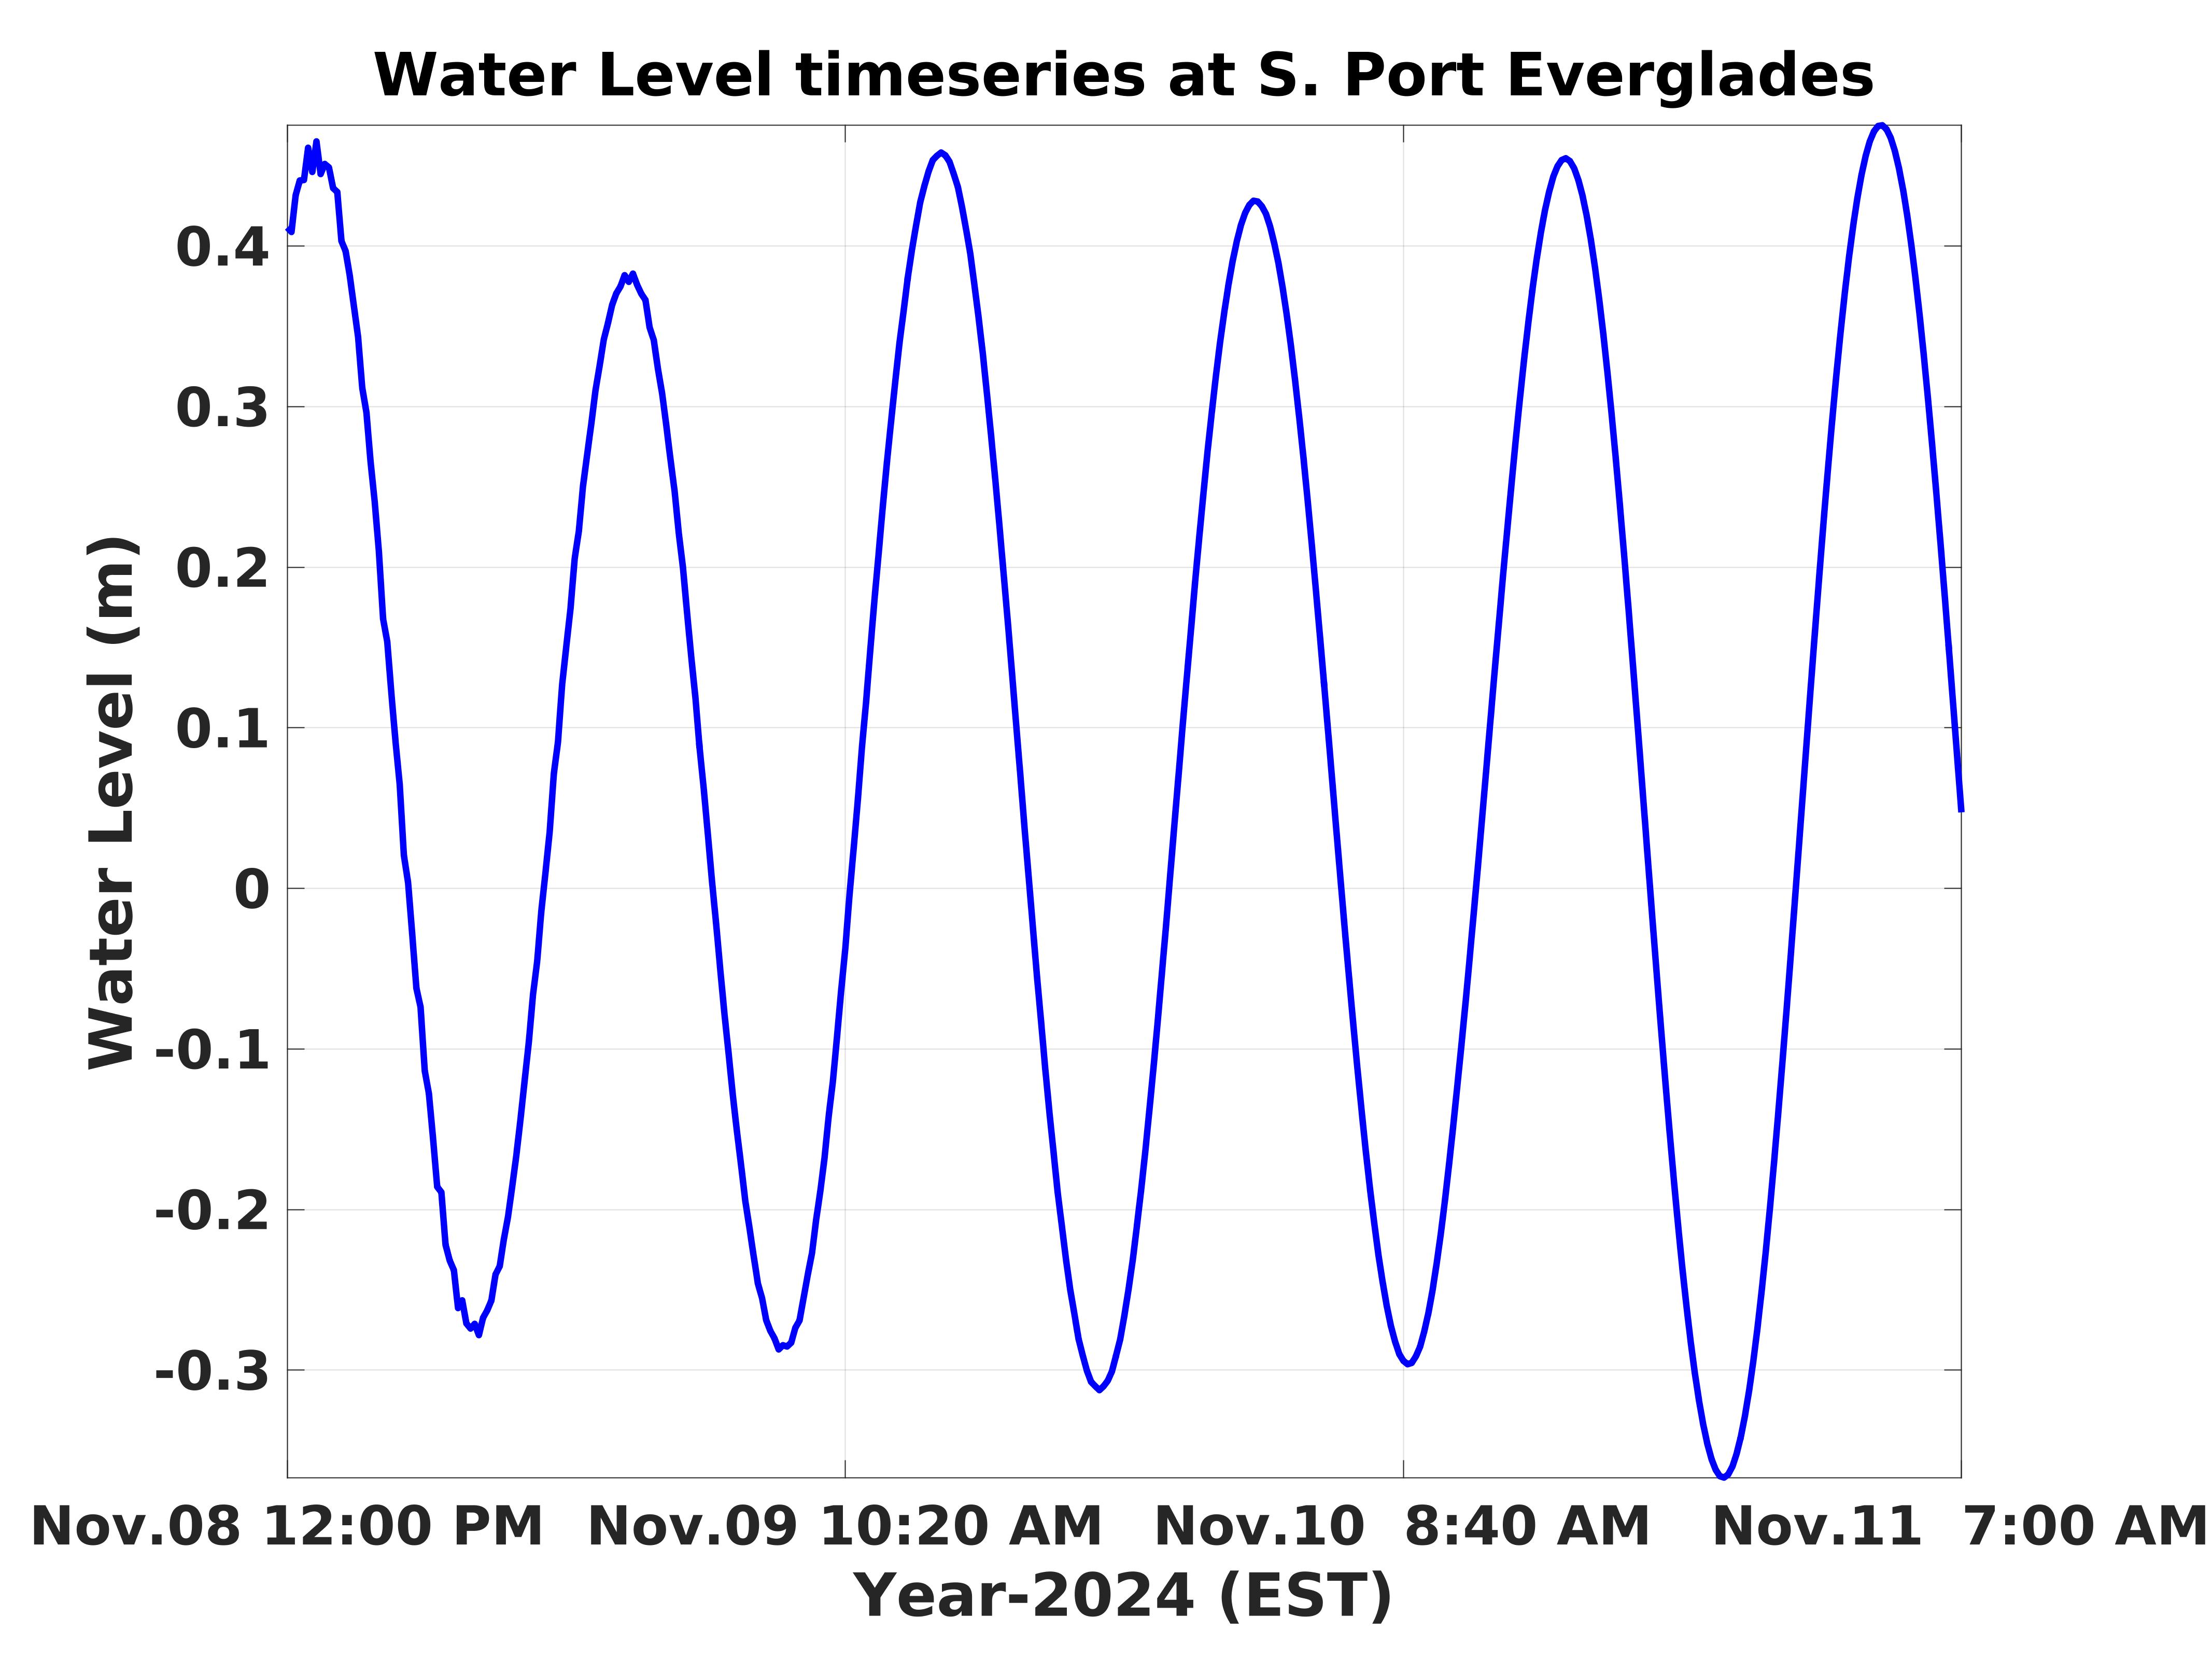 Water Level timeseries at S. Port Everglades
Water Level (m)
0.4
0.3
0.2
0.1
0
-0.1
-0.2
-0.3
Nov.08 12:00 PM Nov.09 10:20 AM Nov.10 8:40 AM Nov.11 7:00 AM
Year-2024 (EST)